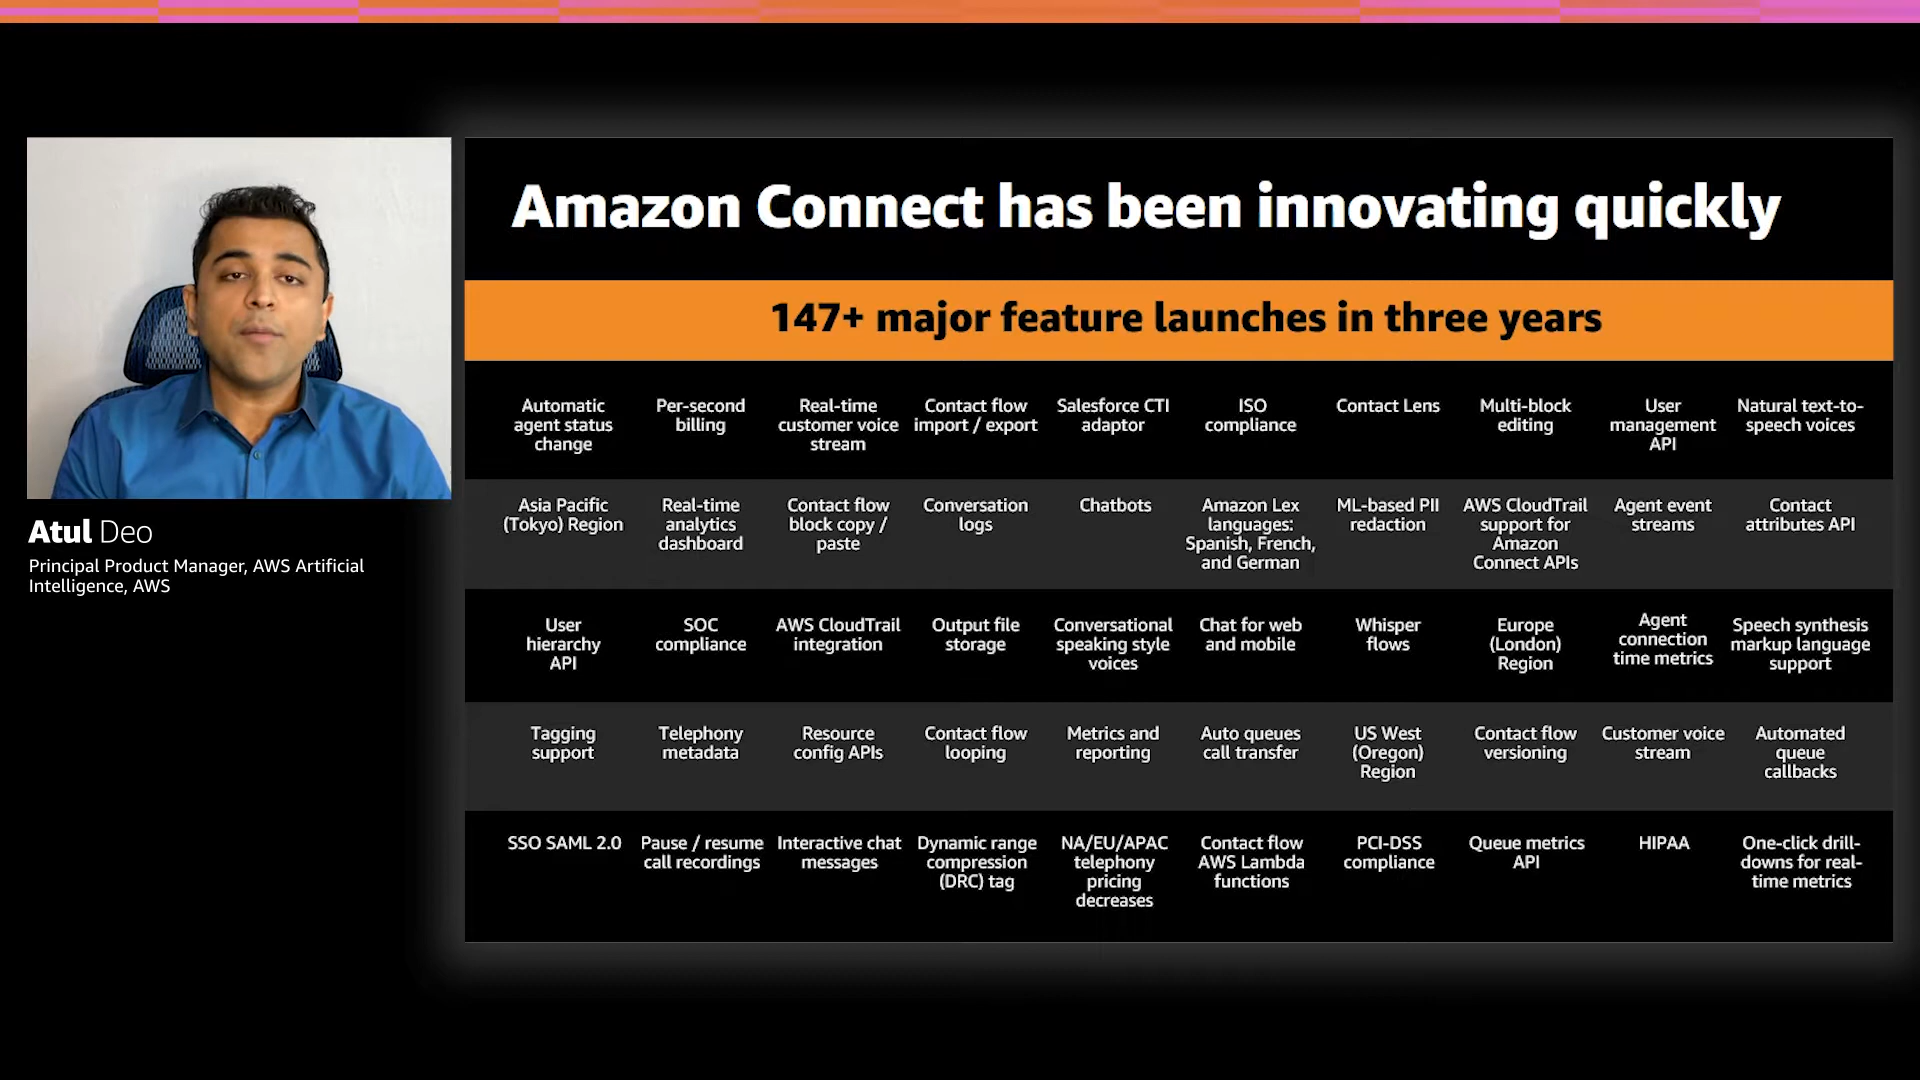 Amazon Connect has been innovating quickly
147+ major feature launches in three years
Automatic
agent status
change
Per-second
billing
Real-time
customer voice
stream
Contact flow
import / export
Salesforce CTI
adaptor
ISO
compliance
Contact Lens
Multi-block
editing
User
management
API
Natural text-to-
speech voices
Asia Pacific
(Tokyo) Region
Real-time
analytics
dashboard
Contact flow
block copy /
paste
Conversation
logs
Chatbots
Amazon Lex
languages:
Spanish, French,
and German
ML-based PII
redaction
AWS CloudTrail
support for
Amazon
Connect APIs
Agent event
streams
Contact
attributes API
User
hierarchy
API
SOC
compliance
AWS CloudTrail
integration
Output file
storage
Conversational
speaking style
voices
Chat for web
and mobile
Whisper
flows
Europe
(London)
Region
Agent
connection
time metrics
Speech synthesis
markup language
support
Tagging
support
Telephony
metadata
Resource
config APIs
Contact flow
looping
Metrics and
reporting
Auto queues
call transfer
US West
(Oregon)
Region
Contact flow
versioning
Customer voice
stream
Automated
queue
callbacks
SSO SAML 2.0
Pause / resume
call recordings
Interactive chat
messages
Dynamic range
compression
(DRC) tag
NA/EU/APAC
telephony
pricing
decreases
Contact flow
AWS Lambda
functions
PCI-DSS
compliance
Queue metrics
API
HIPAA
One-click drill-
downs for real-
time metrics
Atul Deo
Principal Product Manager, AWS Artificial
Intelligence, AWS